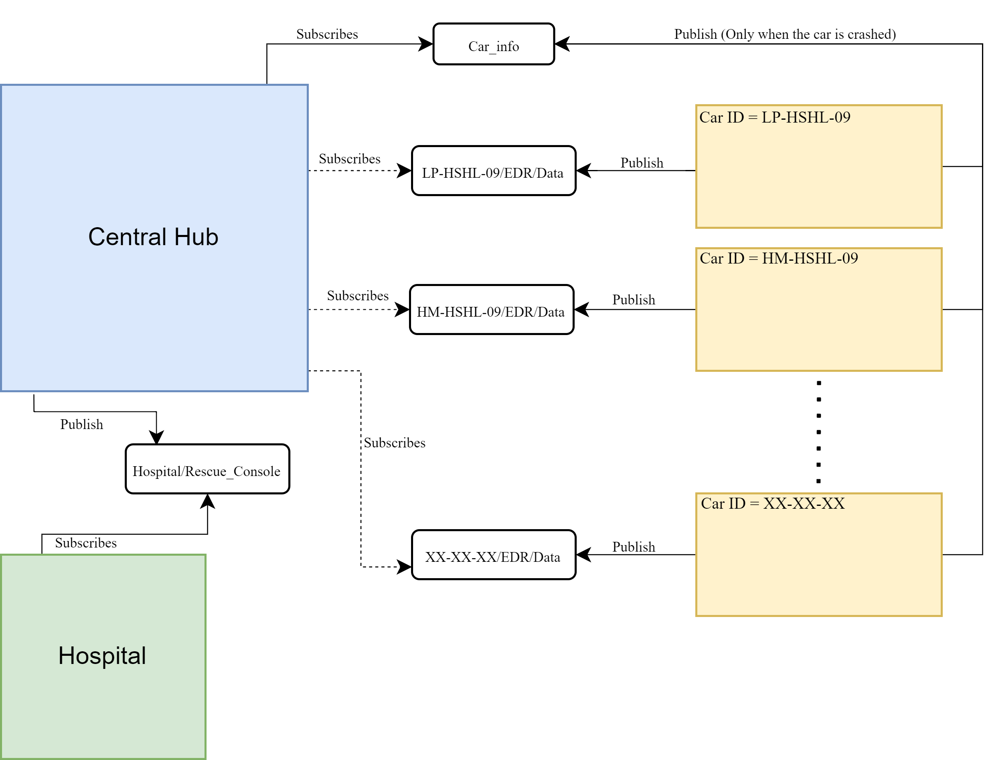 Subscribes
Car_info
Publish (Only when the car is crashed)
Car ID = LP-HSHL-09
Subscribes
LP-HSHL-09/EDR/Data
Publish
Central Hub
Car ID = HM-HSHL-09
Subscribes
HM-HSHL-09/EDR/Data
Publish
Publish
Subscribes
Hospital/Rescue_Console
Car ID = XX-XX-XX
Subscribes
XX-XX-XX/EDR/Data
Publish
Hospital